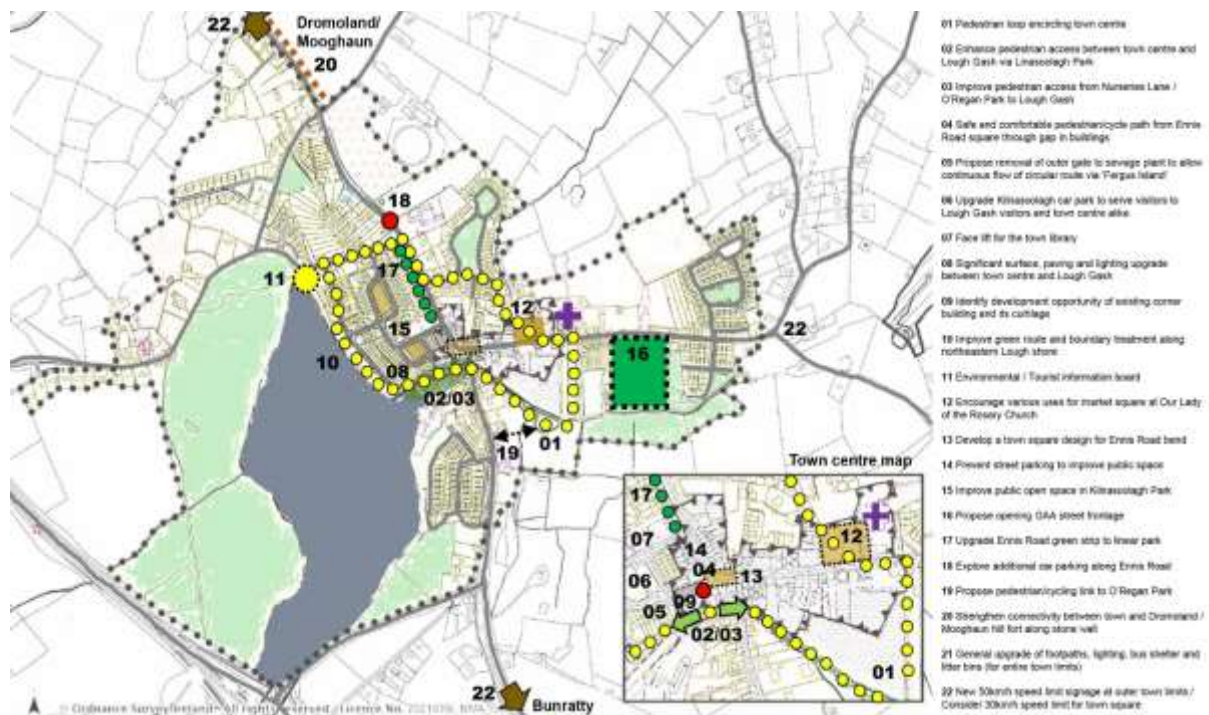 22
Dromoland/
Mooghaun
20
18
11
17
12
15
16
22
10
08
02/03
01
19
Town centre map
17
07
14
12
04
13
06
09
05
02/03
01
22
Bunratty
© Ordnance Survey Ireland - All rights reserved / Licence No.
01 Pedestrian loop encircling town centre
02 Enhance pedestrian access between town centre and
Lough Gash via Linasoolagh Park
03 Improve pedestrian access from Nurseries Lane /
O'Regan Park to Lough Gash
04 Safe and comfortable pedestrian/cycle path from Ennis
Road square through gap in buildings
05 Propose removal of outer gate to sewage plant to allow
continuous flow of circular route via 'Fergus Island'
06 Upgrade Kilnasoolagh car park to serve visitors to
Lough Gash visitors and town centre alike
07 Face lift for the town library
08 Significant surface, paving and lighting upgrade
between town centre and Lough Gash
09 Identify development opportunity of existing corner
building and its curtilage
10 Improve green route and boundary treatment along
northeastern Lough shore
11 Environmental / Tourist information board
12 Encourage various uses for market square at Our Lady
of the Rosary Church
13 Develop a town square design for Ennis Road bend
14 Prevent street parking to improve public space
15 Improve public open space in Kilnasoolagh Park
16 Propose opening GAA street frontage
17 Upgrade Ennis Road green strip to linear park
18 Explore additional car parking along Ennis Road
19 Propose pedestrian/cycling link to O'Regan Park
20 Strengthen connectivity between town and Dromoland /
Mooghaun hill fort along stone wall
21 General upgrade of footpaths, lighting, bus shelter and
litter bins (for entire town limits)
22 New 50km/h speed limit signage at outer town limits /
Consider 30km/h speed limit for town square